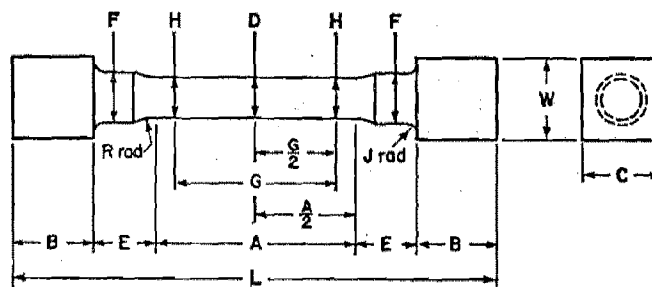 F H D H F
W
R rad G/2 J rad
G C
A/2
B E A E B
L